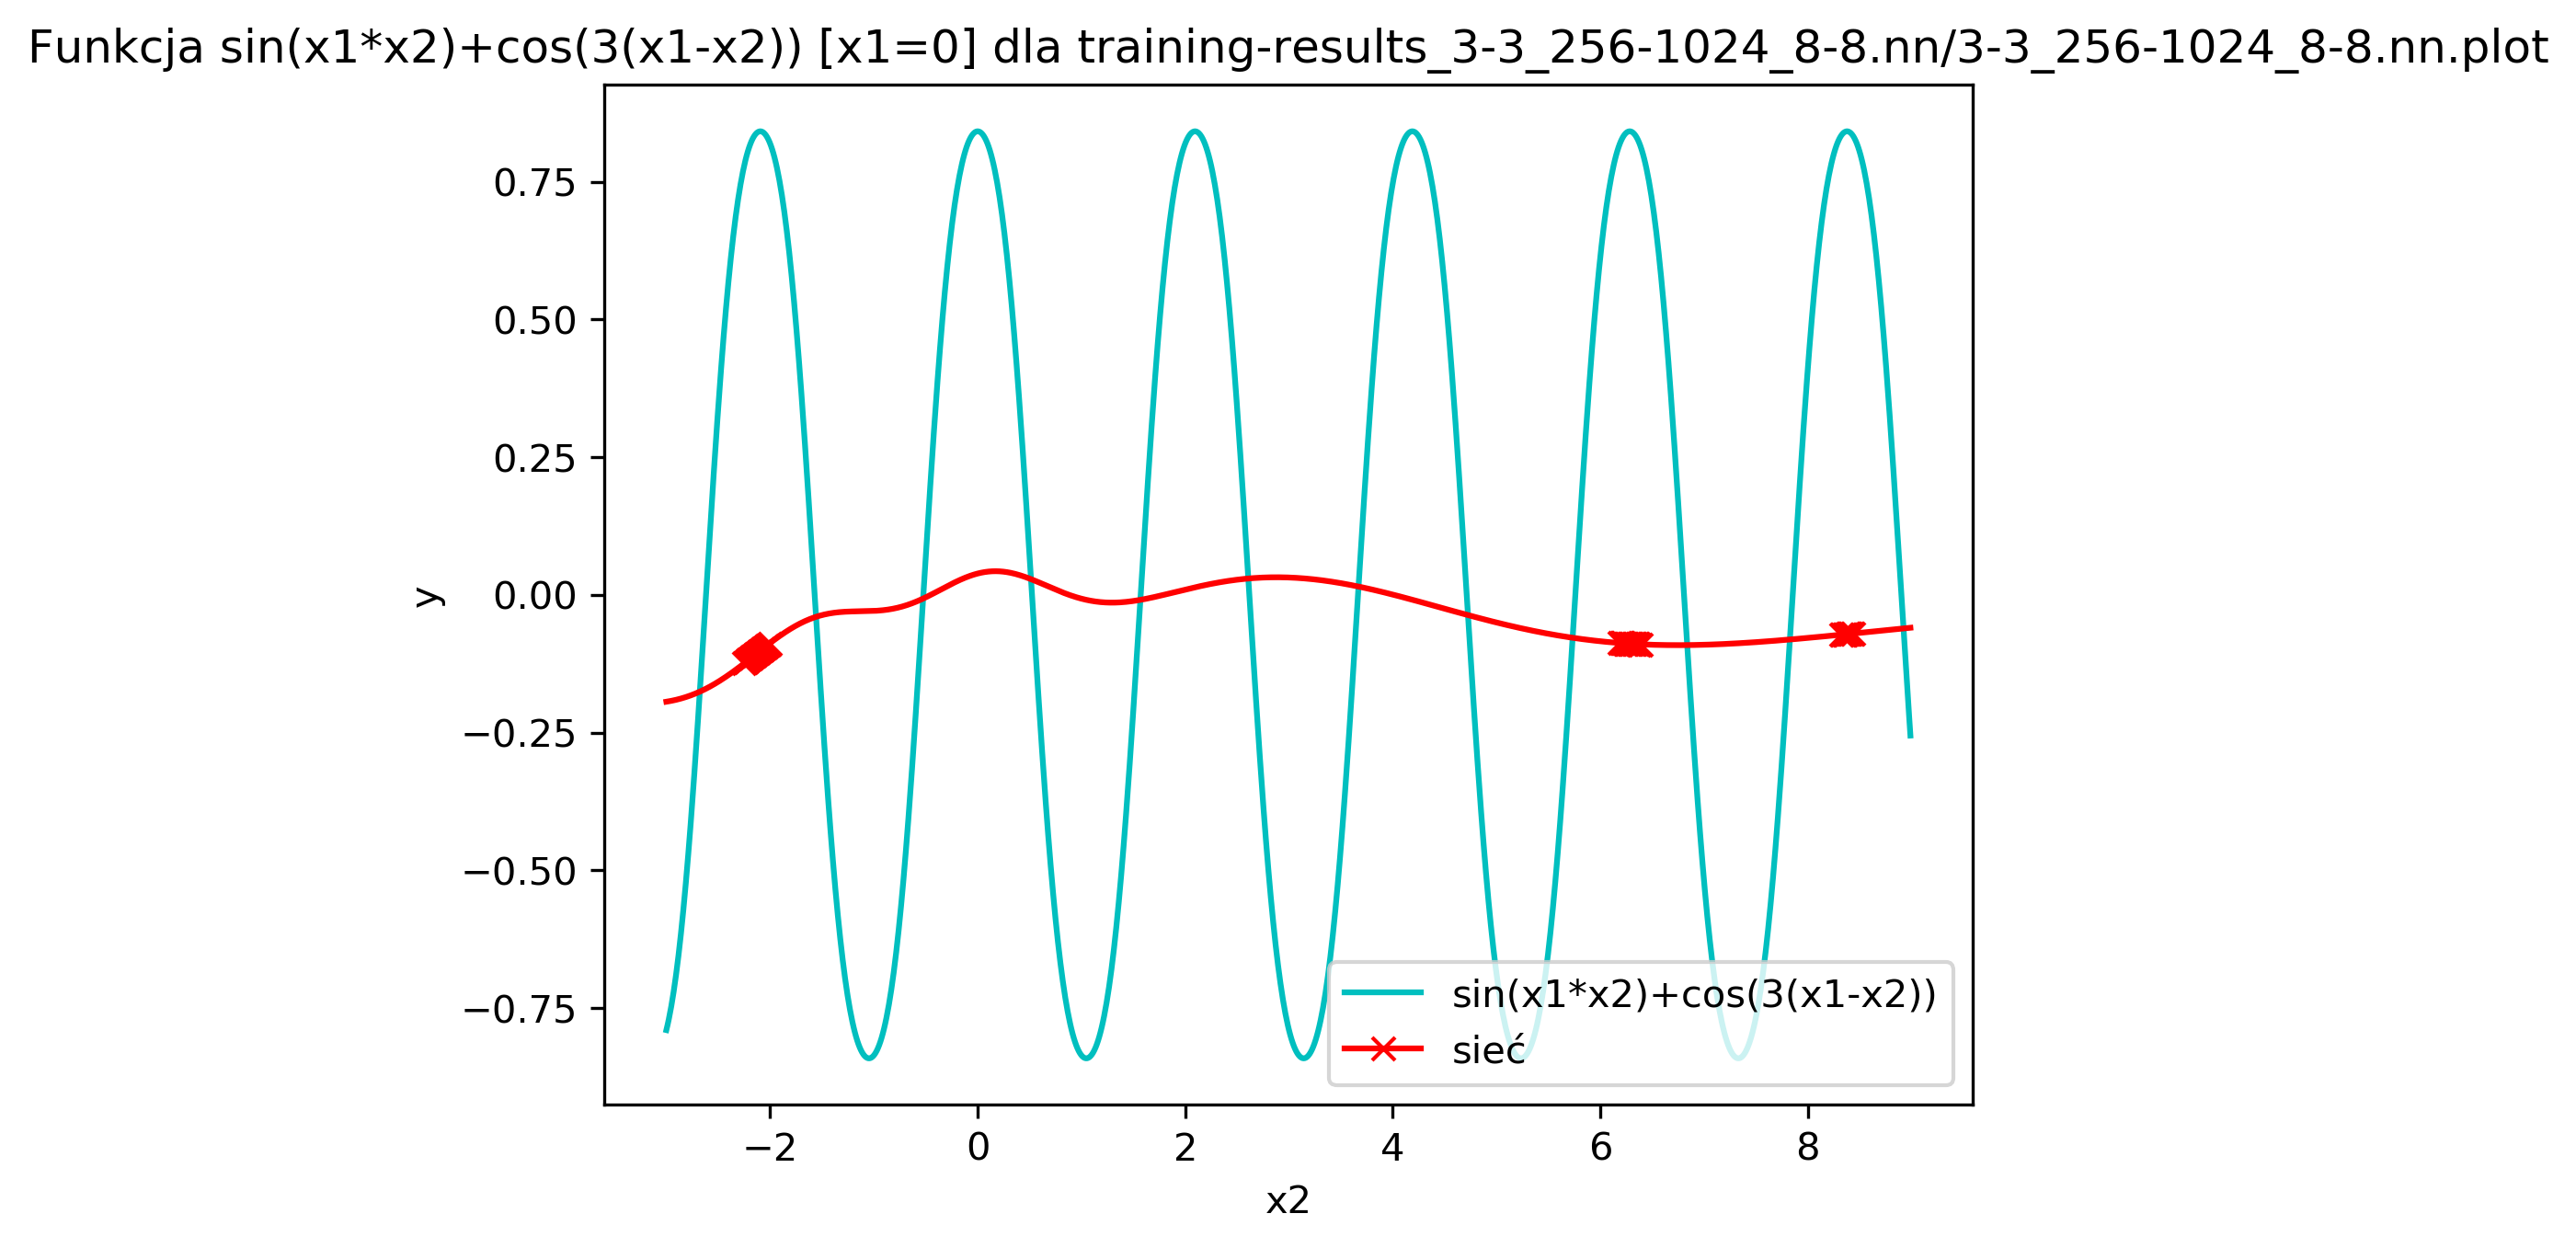 Funkcja sin(x1*x2)+cos(3(x1-x2)) [x1=0] dla training-results_3-3_256-1024_8-8.nn/3-3_256-1024_8-8.nn.plot
0.75
0.50
0.25
0.00
−0.25
−0.50
−0.75
y
sin(x1*x2)+cos(3(x1-x2))
sieć
−2 0 2 4 6 8
x2